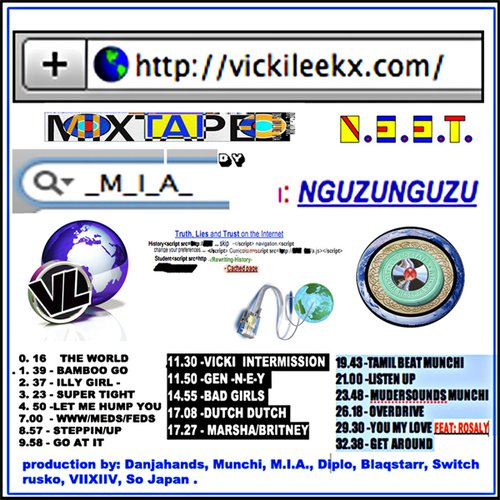 + http://vickileekx.com/
MIXTAPE
N.E.E.T.
BY
_M_I_A_
: NGUZUNGUZU
Truth, Lies and Trust on the Internet
-Rewriting-History-
- Cached page
VL
0. 16 THE WORLD
1. 39 - BAMBOO GO
2. 37 - ILLY GIRL -
3. 23 - SUPER TIGHT
4. 50 -LET ME HUMP YOU
7.00 - WWW/MEDS/FEDS
8.57 - STEPPIN/UP
9.58 - GO AT IT
11.30 -VICKI INTERMISSION
11.50 -GEN -N-E-Y
14.55 -BAD GIRLS
17.08 -DUTCH DUTCH
17.27 - MARSHA/BRITNEY
19.43 -TAMIL BEAT MUNCHI
21.00 -LISTEN UP
23.48 - MUDERSOUNDS MUNCHI
26.18 - OVERDRIVE
29.30 -YOU MY LOVE FEAT: ROSALY
32.38 - GET AROUND
production by: Danjahands, Munchi, M.I.A., Diplo, Blaqstarr, Switch
rusko, VIIXIIV, So Japan .